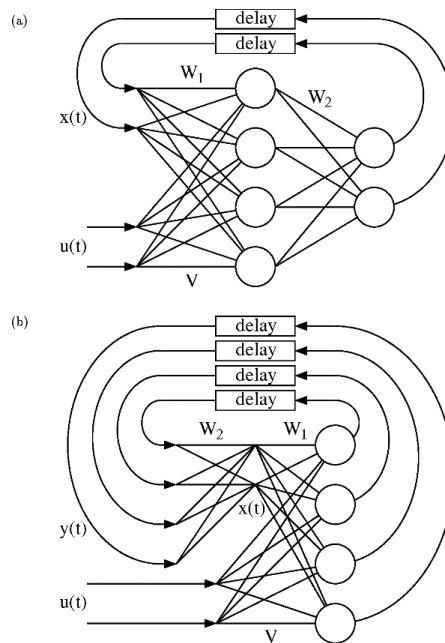 (a)
delay
delay
W1
W2
x(t)
u(t)
V
(b)
delay
delay
delay
delay
W2
W1
x(t)
y(t)
u(t)
V